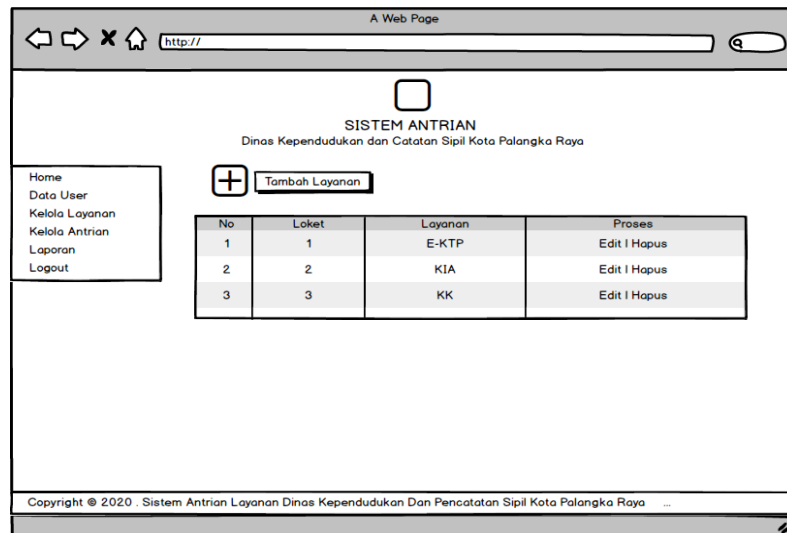 A Web Page
http://
SISTEM ANTRIAN
Dinas Kependudukan dan Catatan Sipil Kota Palangka Raya
Home
Data User
Kelola Layanan
Kelola Antrian
Laporan
Logout
Tambah Layanan
No Loket Layanan Proses
1 1 E-KTP Edit | Hapus
2 2 KIA Edit | Hapus
3 3 KK Edit | Hapus
Copyright © 2020 . Sistem Antrian Layanan Dinas Kependudukan Dan Pencatatan Sipil Kota Palangka Raya ...